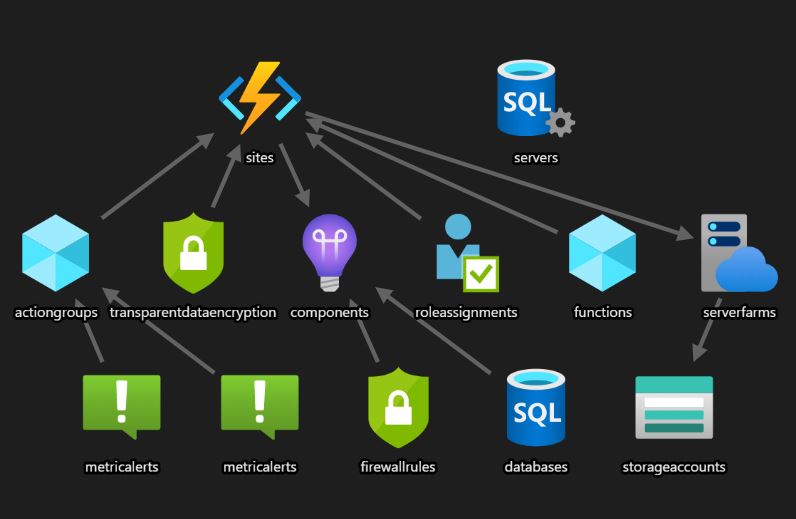 SQL
sites
servers
actiongroups
transparentdataencryption
components
roleassignments
functions
serverfarms
SQL
metricalerts
metricalerts
firewallrules
databases
storageaccounts